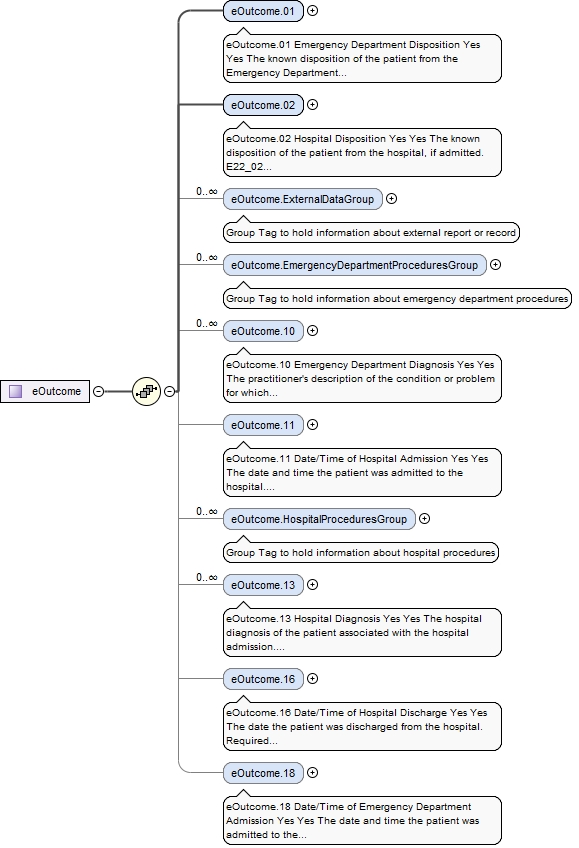 eOutcome.01
eOutcome.01 Emergency Department Disposition Yes
Yes The known disposition of the patient from the
Emergency Department...
eOutcome.02
eOutcome.02 Hospital Disposition Yes Yes The known
disposition of the patient from the hospital, if admitted.
E22_02...
0..∞
eOutcome.ExternalDataGroup
Group Tag to hold information about external report or record
0..∞
eOutcome.EmergencyDepartmentProceduresGroup
Group Tag to hold information about emergency department procedures
0..∞
eOutcome.10
eOutcome.10 Emergency Department Diagnosis Yes Yes
The practitioner's description of the condition or problem
for which...
eOutcome
eOutcome.11
eOutcome.11 Date/Time of Hospital Admission Yes Yes
The date and time the patient was admitted to the
hospital....
0..∞
eOutcome.HospitalProceduresGroup
Group Tag to hold information about hospital procedures
0..∞
eOutcome.13
eOutcome.13 Hospital Diagnosis Yes Yes The hospital
diagnosis of the patient associated with the hospital
admission....
eOutcome.16
eOutcome.16 Date/Time of Hospital Discharge Yes Yes
The date the patient was discharged from the hospital.
Required...
eOutcome.18
eOutcome.18 Date/Time of Emergency Department
Admission Yes Yes The date and time the patient was
admitted to the...